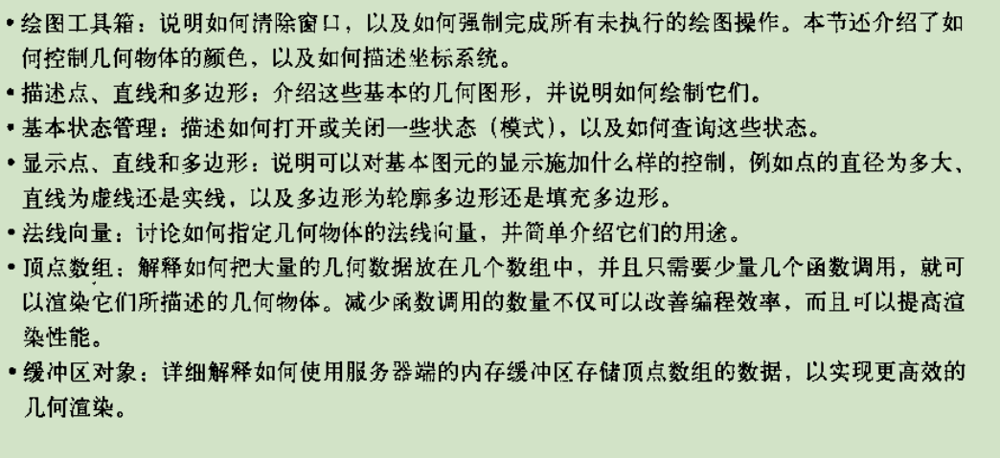 • 绘图工具箱：说明如何清除窗口，以及如何强制完成所有未执行的绘图操作。本节还介绍了如
何控制几何物体的颜色，以及如何描述坐标系统。
• 描述点、直线和多边形：介绍这些基本的几何图形，并说明如何绘制它们。
• 基本状态管理：描述如何打开或关闭一些状态（模式），以及如何查询这些状态。
• 显示点、直线和多边形：说明可以对基本图元的显示施加什么样的控制，例如点的直径为多大、
直线为虚线还是实线，以及多边形为轮廓多边形还是填充多边形。
• 法线向量：讨论如何指定几何物体的法线向量，并简单介绍它们的用途。
• 顶点数组：解释如何把大量的几何数据放在几个数组中，并且只需要少量几个函数调用，就可
以渲染它们所描述的几何物体。减少函数调用的数量不仅可以改善编程效率，而且可以提高渲
染性能。
• 缓冲区对象：详细解释如何使用服务器端的内存缓冲区存储顶点数组的数据，以实现更高效的
几何渲染。